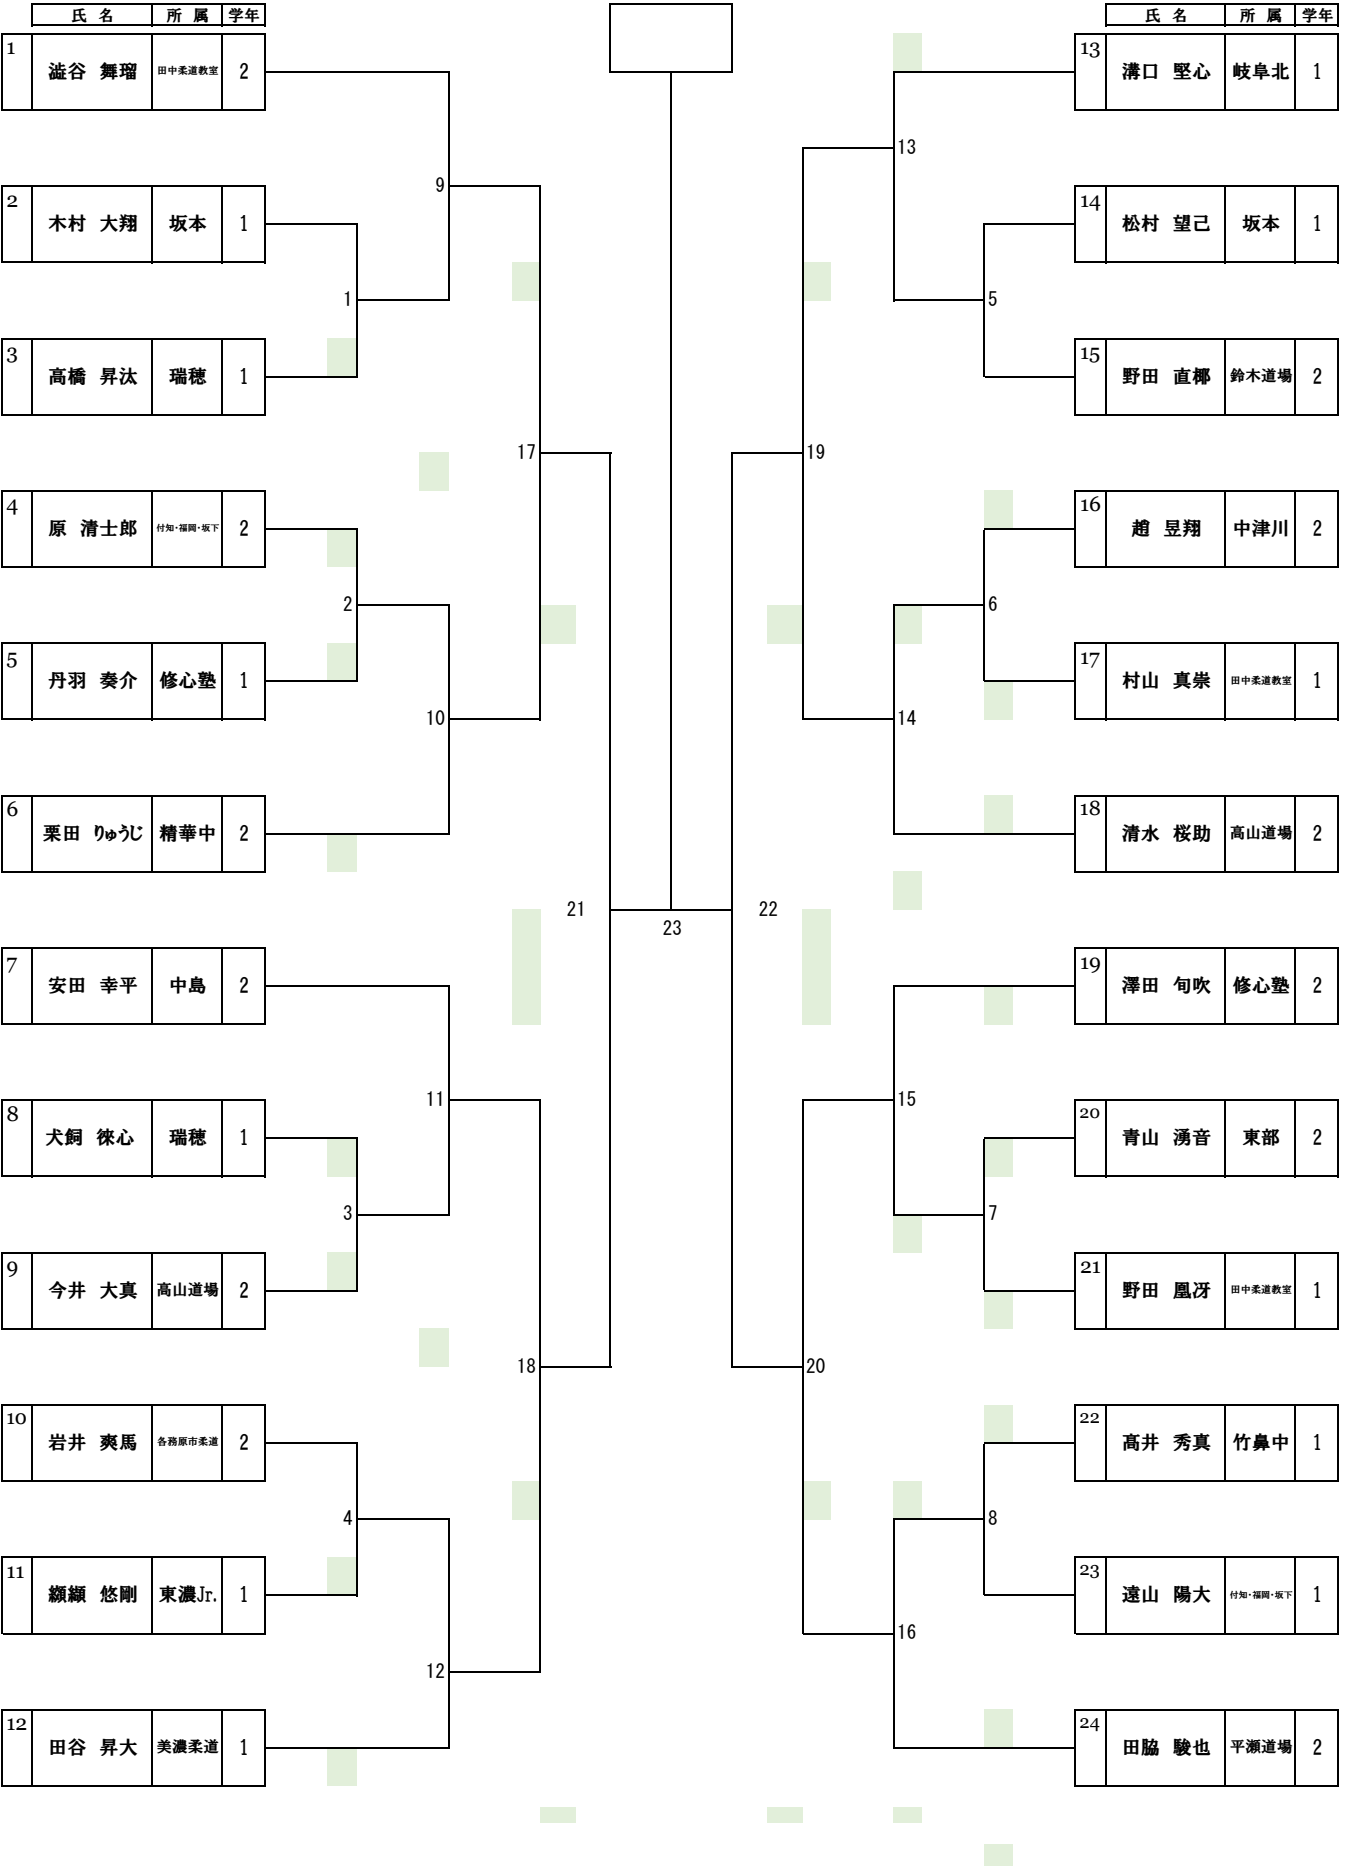 氏 名 所 属 学年
1 澁谷 舞瑠 田中柔道教室 2
2 木村 大翔 坂本 1
3 高橋 昇汰 瑞穂 1
4 原 清士郎 付知・福岡・坂下 2
5 丹羽 奏介 修心塾 1
6 栗田 りゅうじ 精華中 2
7 安田 幸平 中島 2
8 犬飼 徠心 瑞穂 1
9 今井 大真 高山道場 2
10 岩井 爽馬 各務原市柔道 2
11 纐纈 悠剛 東濃Jr. 1
12 田谷 昇大 美濃柔道 1
1
2
3
4
9
10
11
12
17
18
21
23
22
19
20
13
14
15
16
5
6
7
8
氏 名 所 属 学年
13 溝口 堅心 岐阜北 1
14 松村 望己 坂本 1
15 野田 直椰 鈴木道場 2
16 趙 昱翔 中津川 2
17 村山 真崇 田中柔道教室 1
18 清水 桜助 高山道場 2
19 澤田 旬吹 修心塾 2
20 青山 湧音 東部 2
21 野田 凰冴 田中柔道教室 1
22 髙井 秀真 竹鼻中 1
23 遠山 陽大 付知・福岡・坂下 1
24 田脇 駿也 平瀬道場 2